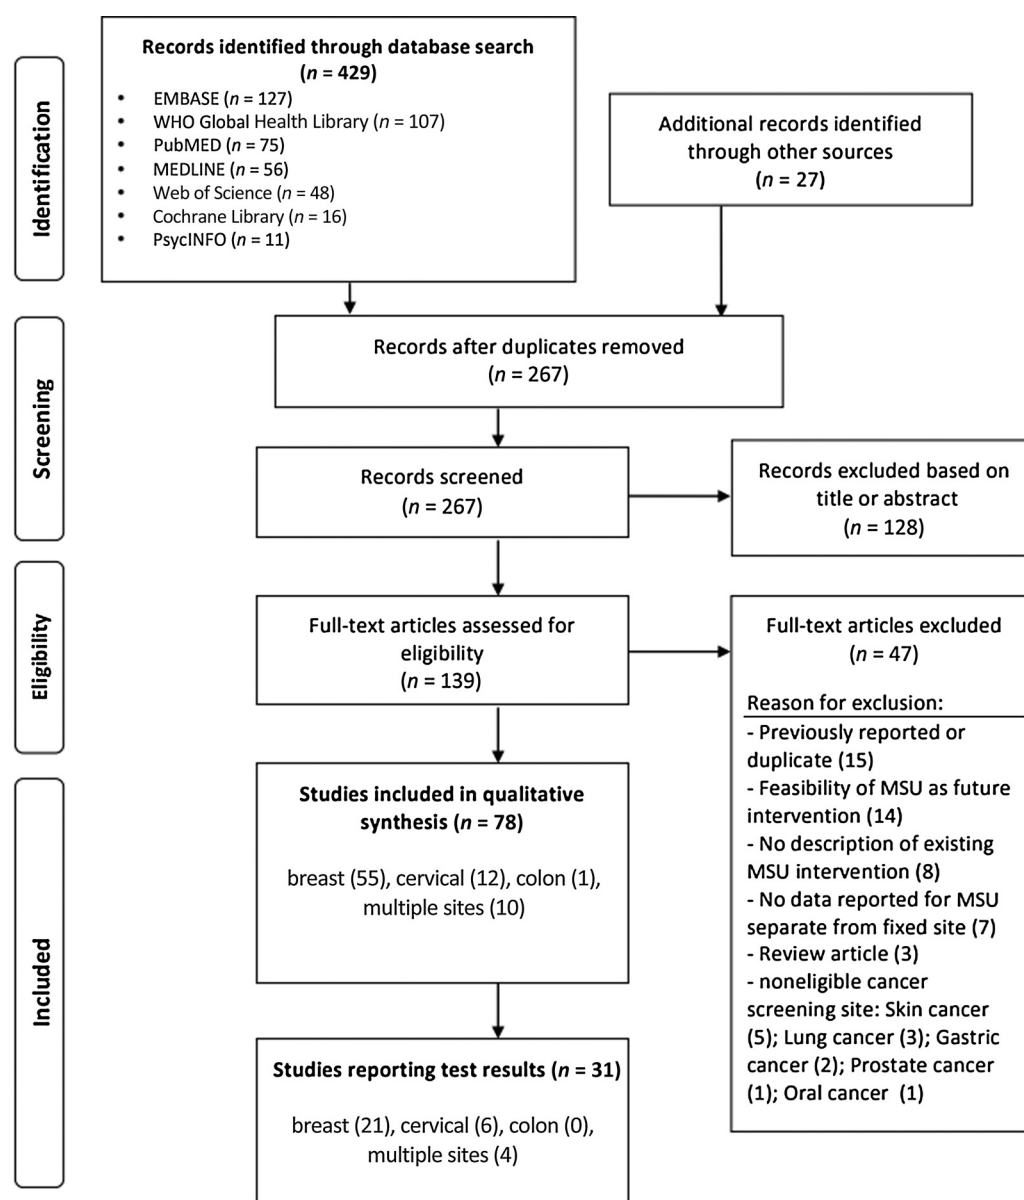 Identification
Records identified through database search
(n = 429)
• EMBASE (n = 127)
• WHO Global Health Library (n = 107)
• PubMED (n = 75)
• MEDLINE (n = 56)
• Web of Science (n = 48)
• Cochrane Library (n = 16)
• PsycINFO (n = 11)
Additional records identified
through other sources
(n = 27)
Screening
Records after duplicates removed
(n = 267)
Records screened
(n = 267)
Records excluded based on
title or abstract
(n = 128)
Eligibility
Full-text articles assessed for
eligibility
(n = 139)
Full-text articles excluded
(n = 47)
Reason for exclusion:
- Previously reported or
duplicate (15)
- Feasibility of MSU as future
intervention (14)
- No description of existing
MSU intervention (8)
- No data reported for MSU
separate from fixed site (7)
- Review article (3)
- noneligible cancer
screening site: Skin cancer
(5); Lung cancer (3); Gastric
cancer (2); Prostate cancer
(1); Oral cancer (1)
Included
Studies included in qualitative
synthesis (n = 78)
breast (55), cervical (12), colon (1),
multiple sites (10)
Studies reporting test results (n = 31)
breast (21), cervical (6), colon (0),
multiple sites (4)